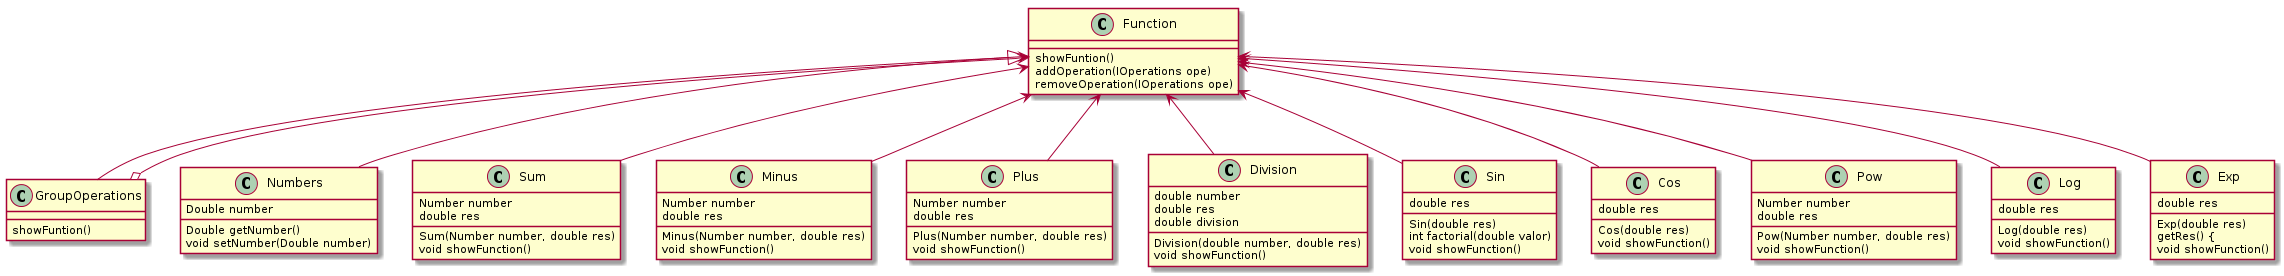 C Function
showFuntion()
addOperation(IOperations ope)
removeOperation(IOperations ope)
C GroupOperations
showFuntion()
C Numbers
Double number
Double getNumber()
void setNumber(Double number)
C Sum
Number number
double res
Sum(Number number, double res)
void showFunction()
C Minus
Number number
double res
Minus(Number number, double res)
void showFunction()
C Plus
Number number
double res
Plus(Number number, double res)
void showFunction()
C Division
double number
double res
double division
Division(double number, double res)
void showFunction()
C Sin
double res
Sin(double res)
int factorial(double valor)
void showFunction()
C Cos
double res
Cos(double res)
void showFunction()
C Pow
Number number
double res
Pow(Number number, double res)
void showFunction()
C Log
double res
Log(double res)
void showFunction()
C Exp
double res
Exp(double res)
getRes() {
void showFunction()